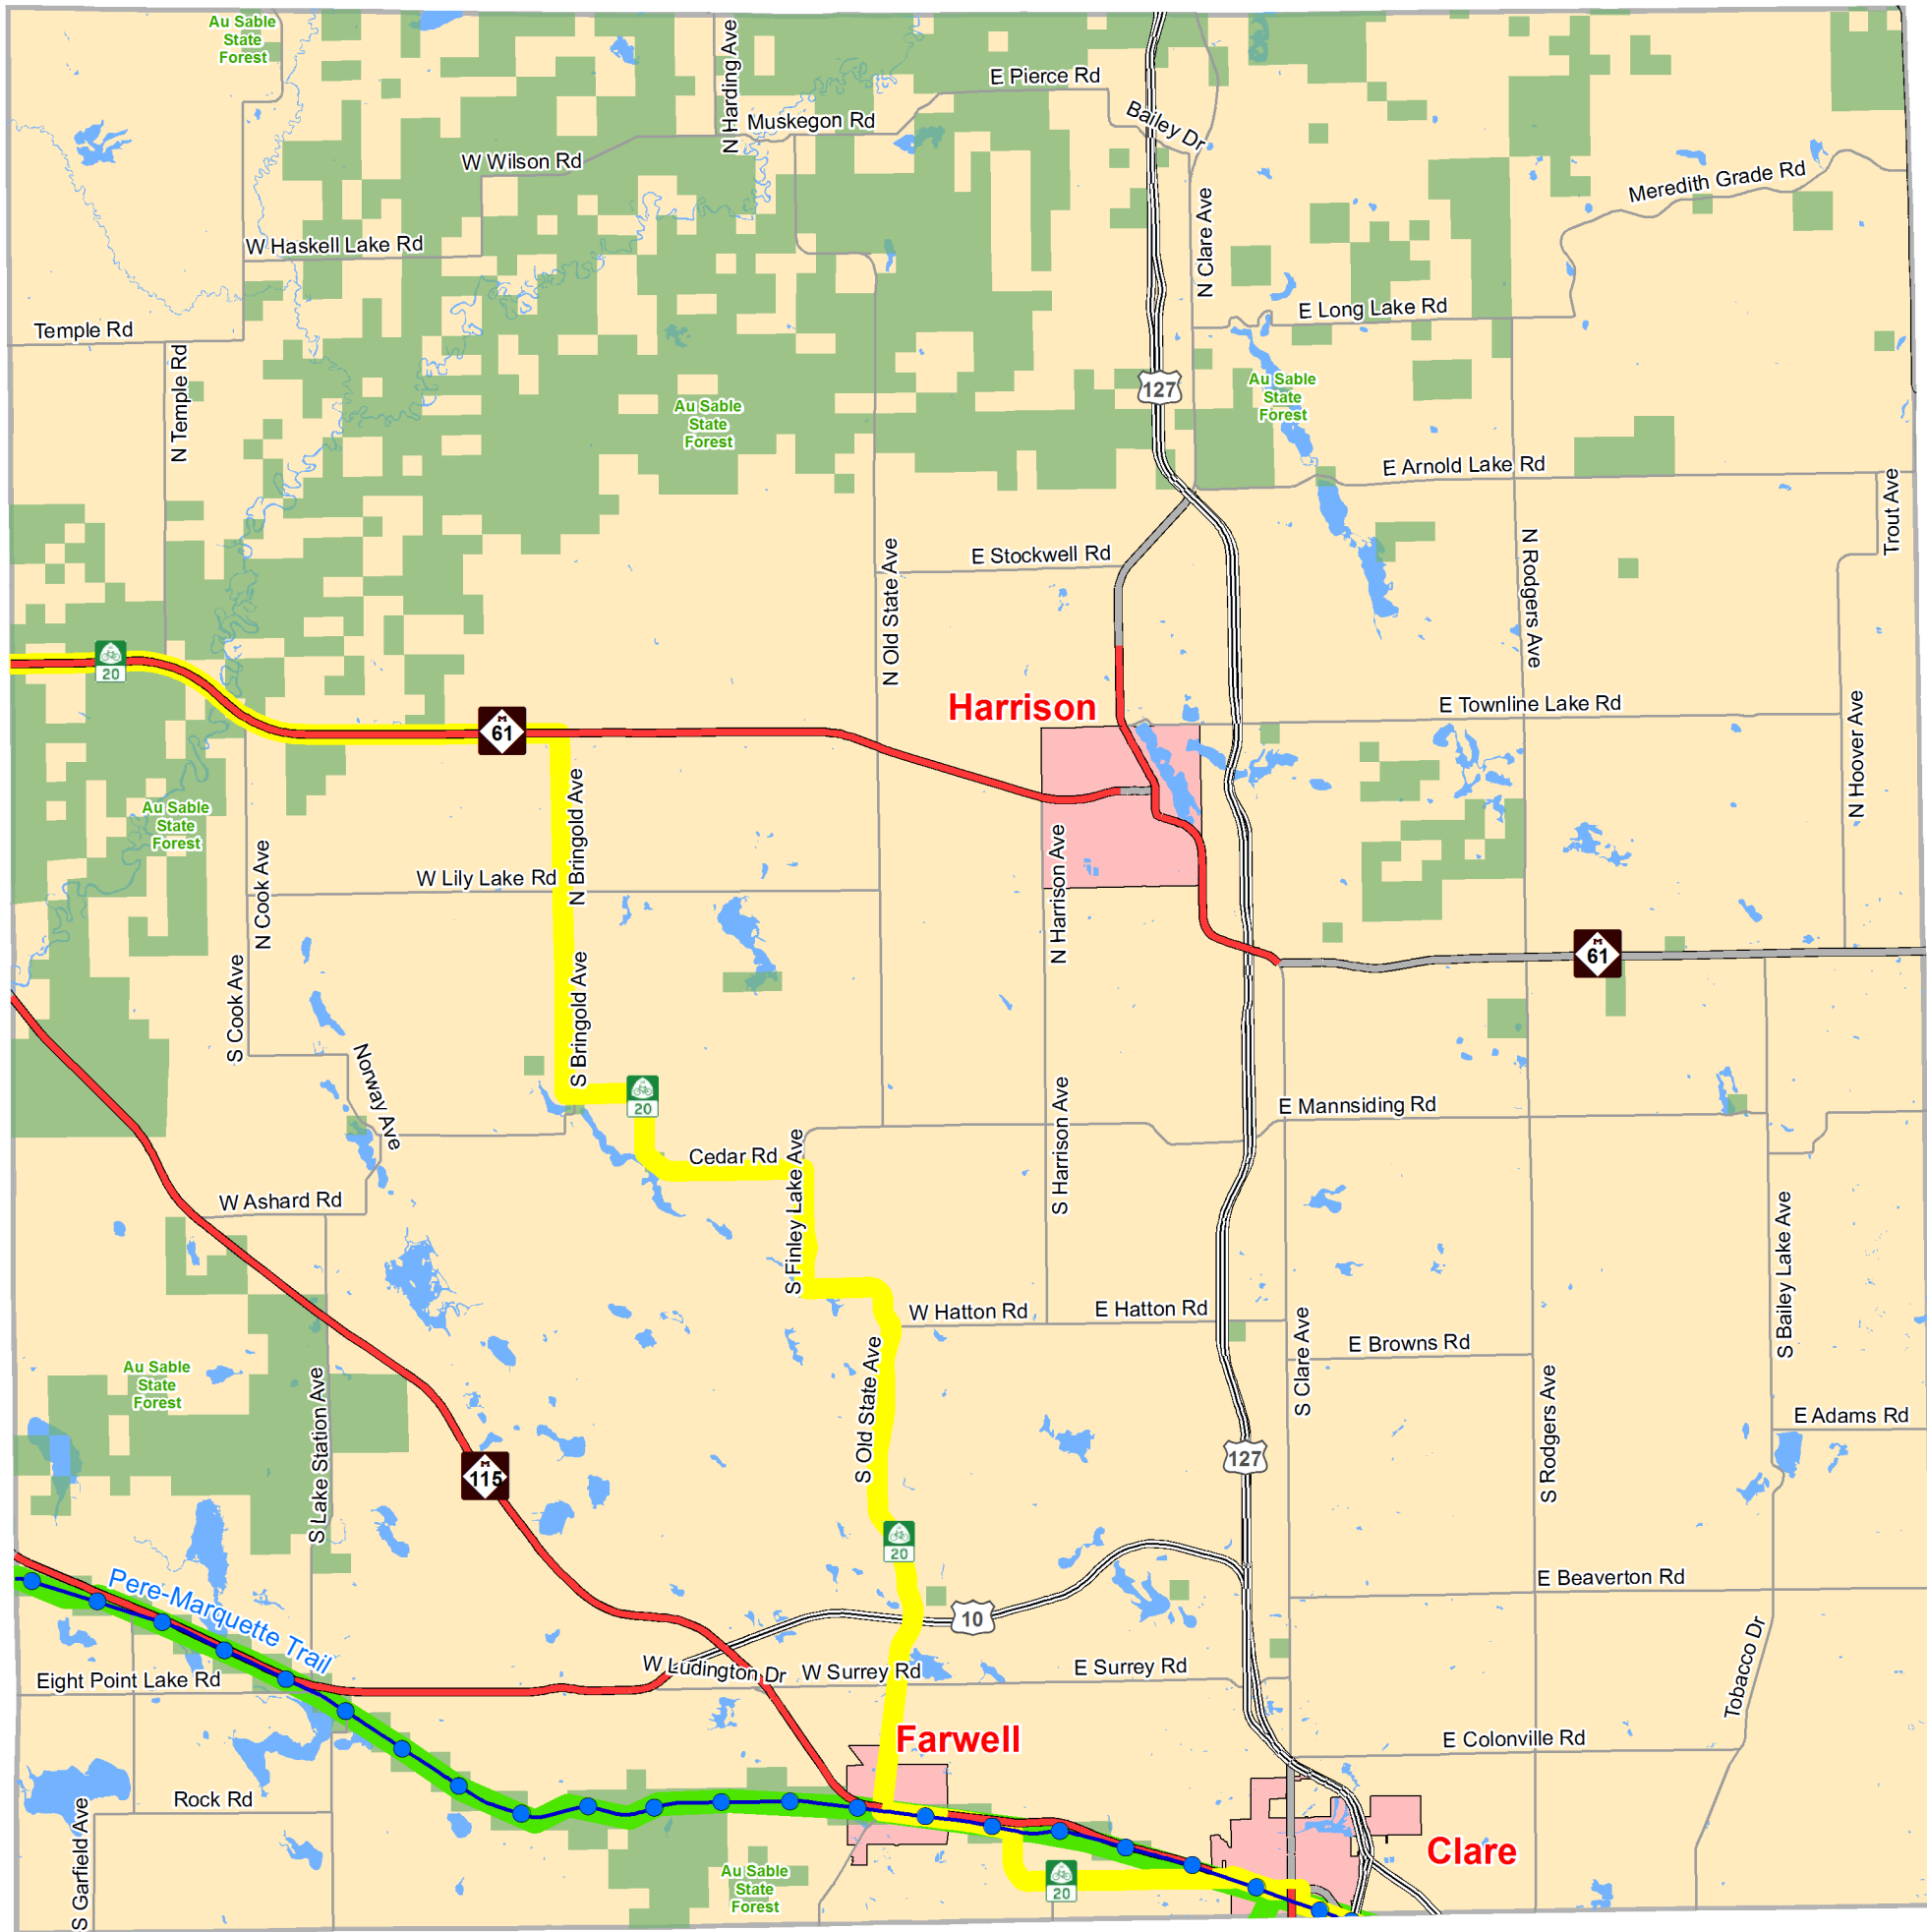 Au Sable
State
Forest
N Harding Ave
E Pierce Rd
Muskegon Rd
Bailey Dr
W Wilson Rd
Meredith Grade Rd
N Clare Ave
W Haskell Lake Rd
E Long Lake Rd
Temple Rd
N Temple Rd
127
Au Sable
State
Forest
Au Sable
State
Forest
E Arnold Lake Rd
Trout Ave
N Old State Ave
E Stockwell Rd
N Rodgers Ave
20
Harrison
E Townline Lake Rd
M
61
N Hoover Ave
Au Sable
State
Forest
N Bringold Ave
N Cook Ave
W Lily Lake Rd
N Harrison Ave
M
61
S Cook Ave
S Bringold Ave
Norway Ave
20
S Harrison Ave
E Mannsiding Rd
Cedar Rd
S Finley Lake Ave
W Ashard Rd
S Bailey Lake Ave
W Hatton Rd
E Hatton Rd
S Clare Ave
E Browns Rd
Au Sable
State
Forest
S Lake Station Ave
S Old State Ave
S Rodgers Ave
E Adams Rd
127
M
115
20
E Beaverton Rd
Pere-Marquette Trail
10
Eight Point Lake Rd
W Ludington Dr
W Surrey Rd
E Surrey Rd
Tobacco Dr
Farwell
E Colonville Rd
Rock Rd
S Garfield Ave
Au Sable
State
Forest
20
Clare